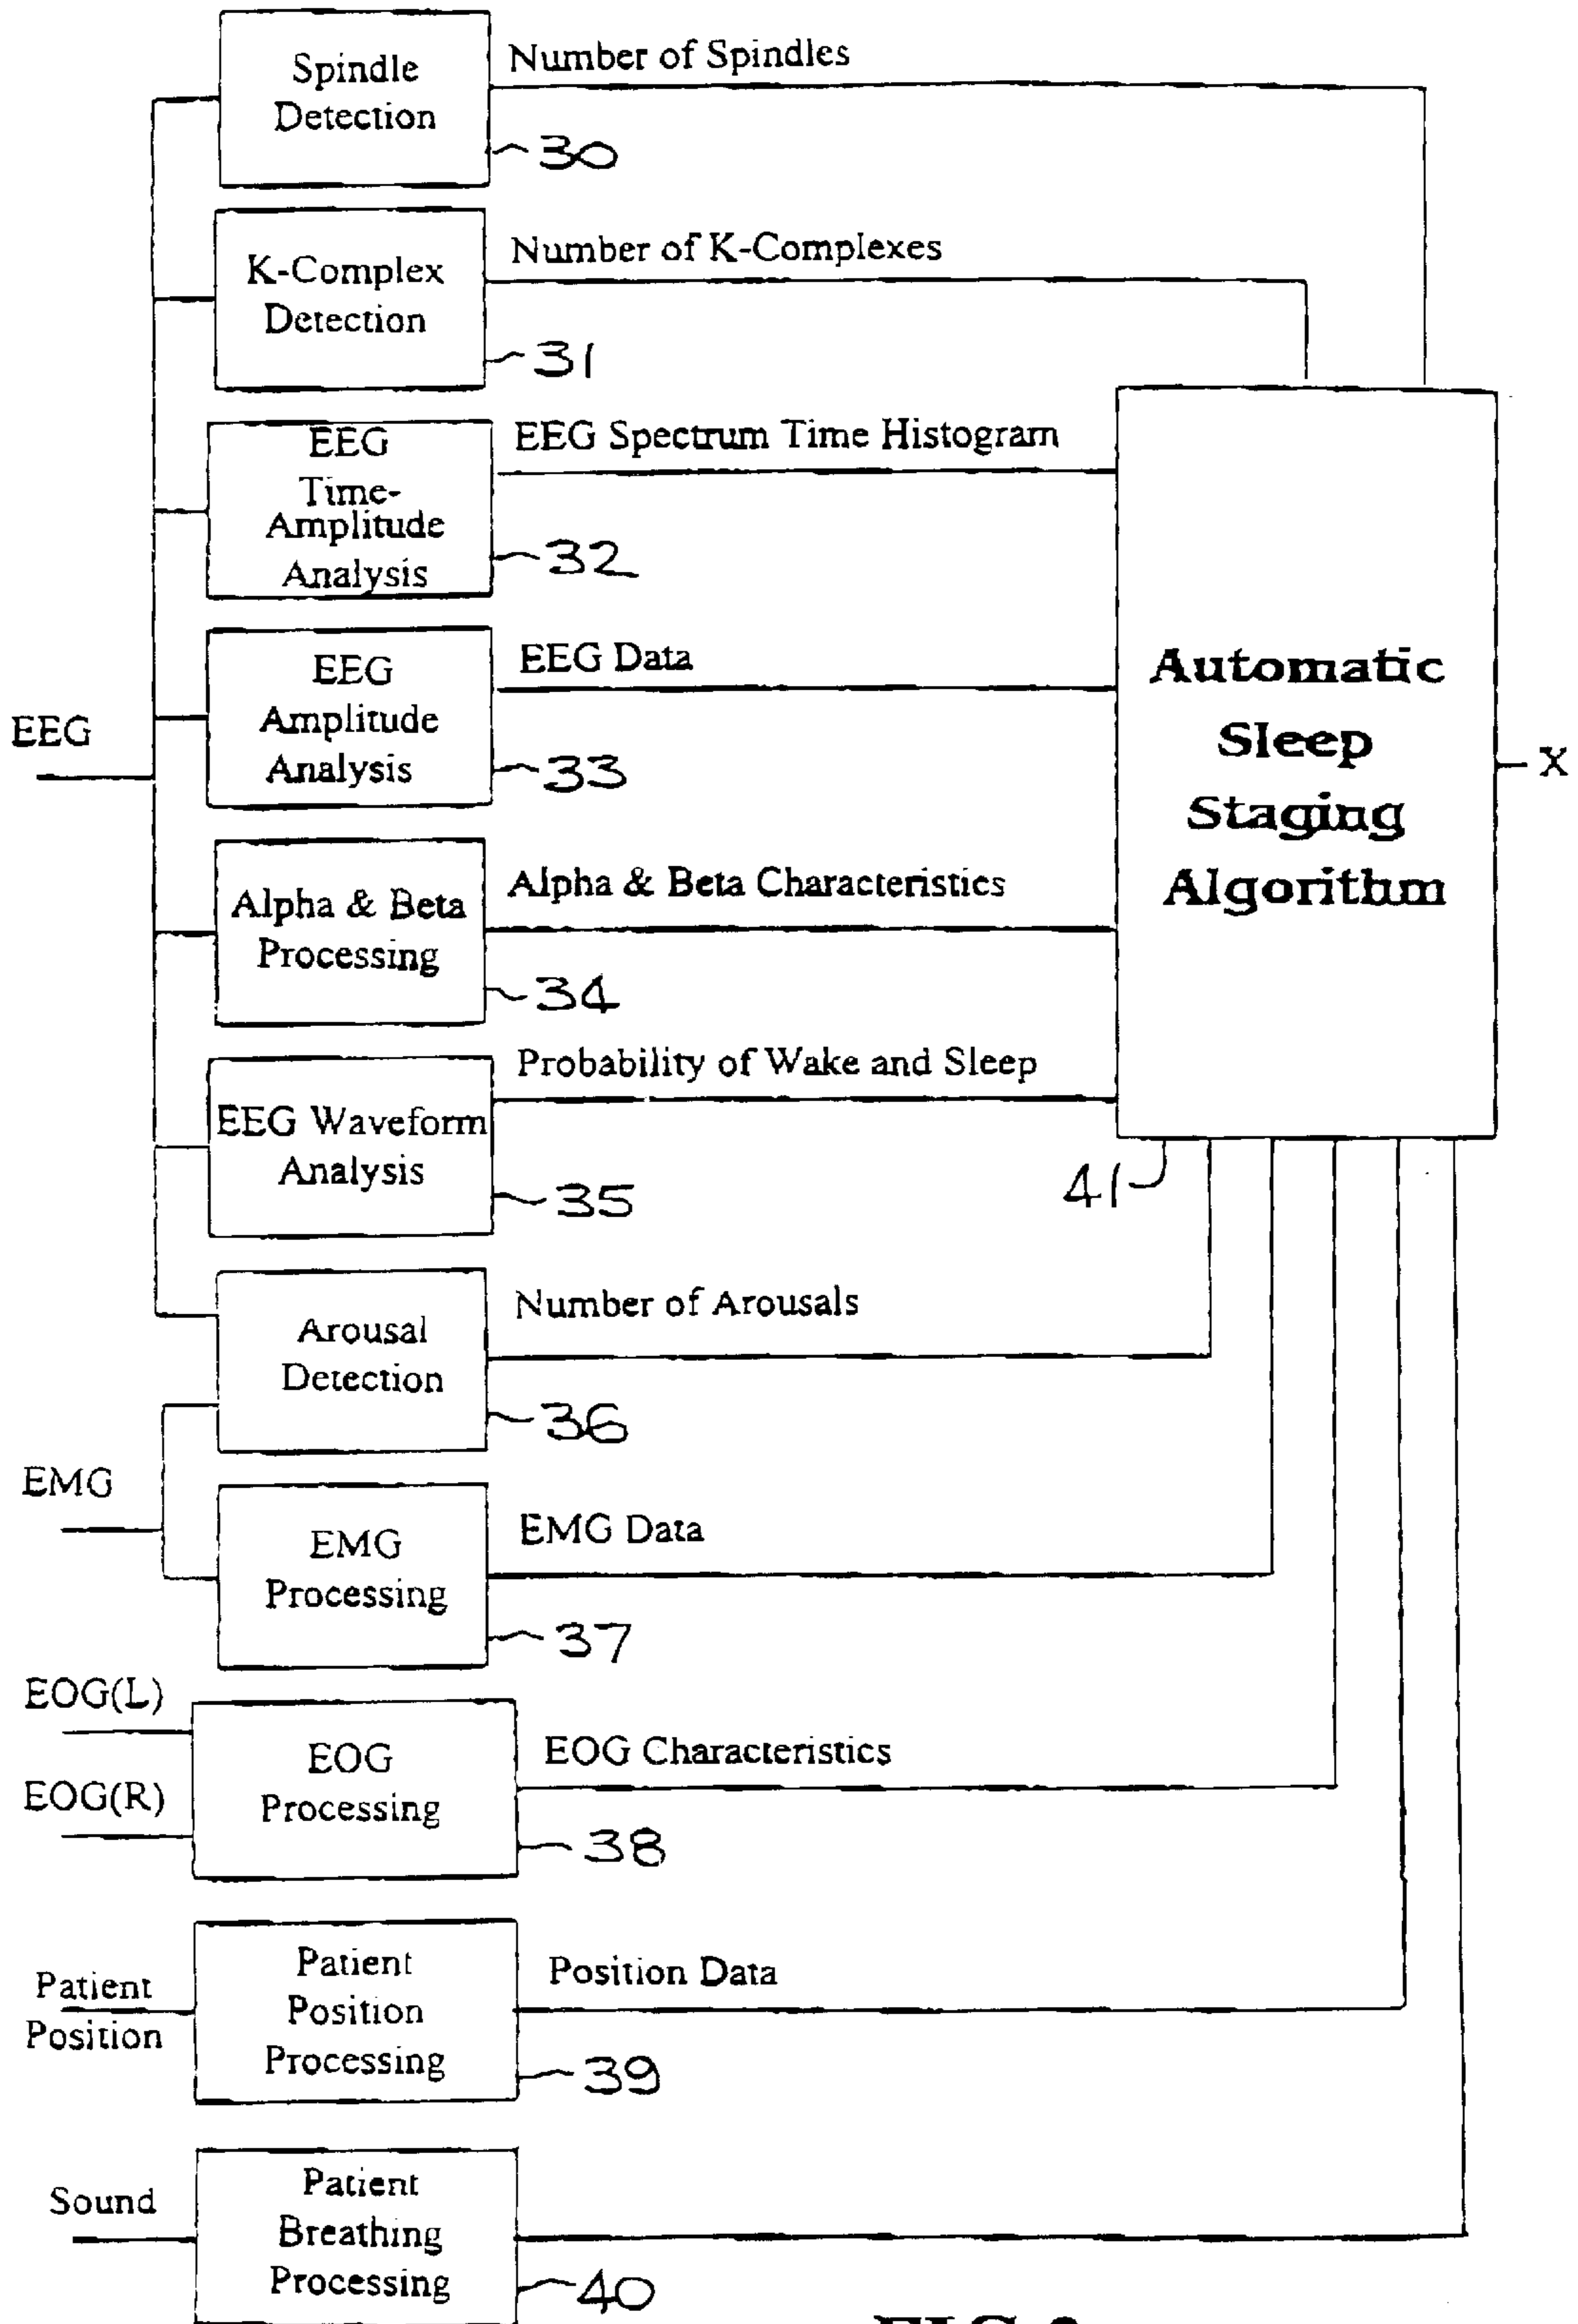 Spindle
Detection
Number of Spindles
30
K-Complex
Detection
Number of K-Complexes
31
EEG
Time-
Amplitude
Analysis
EEG Spectrum Time Histogram
32
EEG
EEG
Amplitude
Analysis
EEG Data
33
Alpha & Beta
Processing
Alpha & Beta Characteristics
34
EEG Waveform
Analysis
Probability of Wake and Sleep
35
Automatic
Sleep
Staging
Algorithm
X
41
Arousal
Detection
Number of Arousals
36
EMG
EMG
Processing
EMG Data
37
EOG(L)
EOG(R)
EOG
Processing
EOG Characteristics
38
Patient
Position
Patient
Position
Processing
Position Data
39
Sound
Patient
Breathing
Processing
40